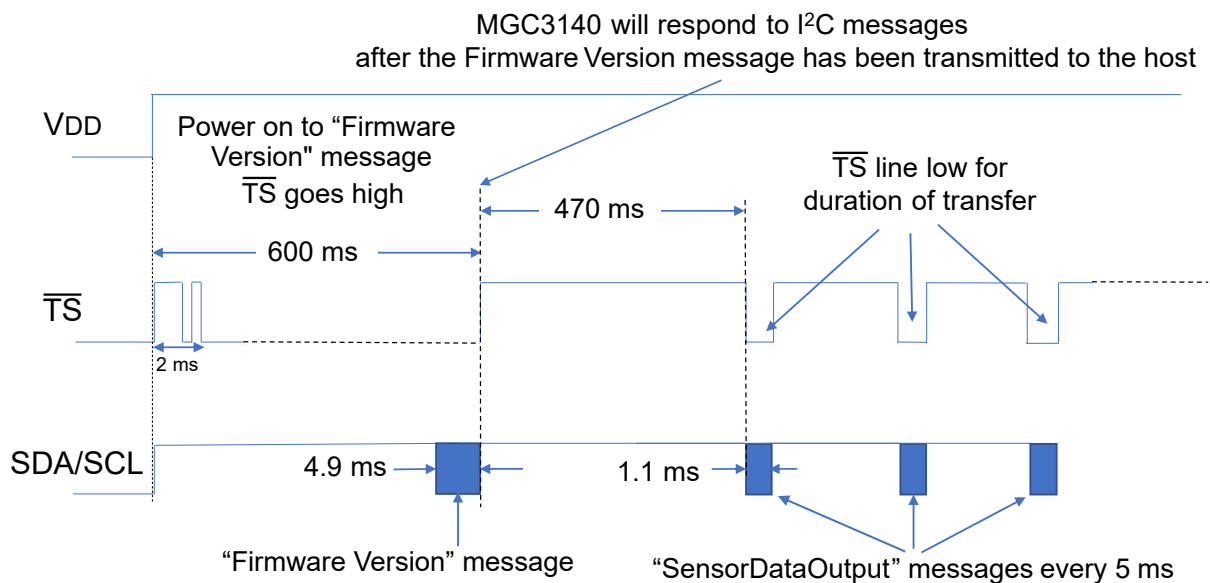 MGC3140 will respond to I²C messages
after the Firmware Version message has been transmitted to the host
VDD
Power on to “Firmware
Version" message
TS goes high
TS line low for
duration of transfer
470 ms
600 ms
TS
2 ms
SDA/SCL
4.9 ms
1.1 ms
“Firmware Version” message
“SensorDataOutput” messages every 5 ms